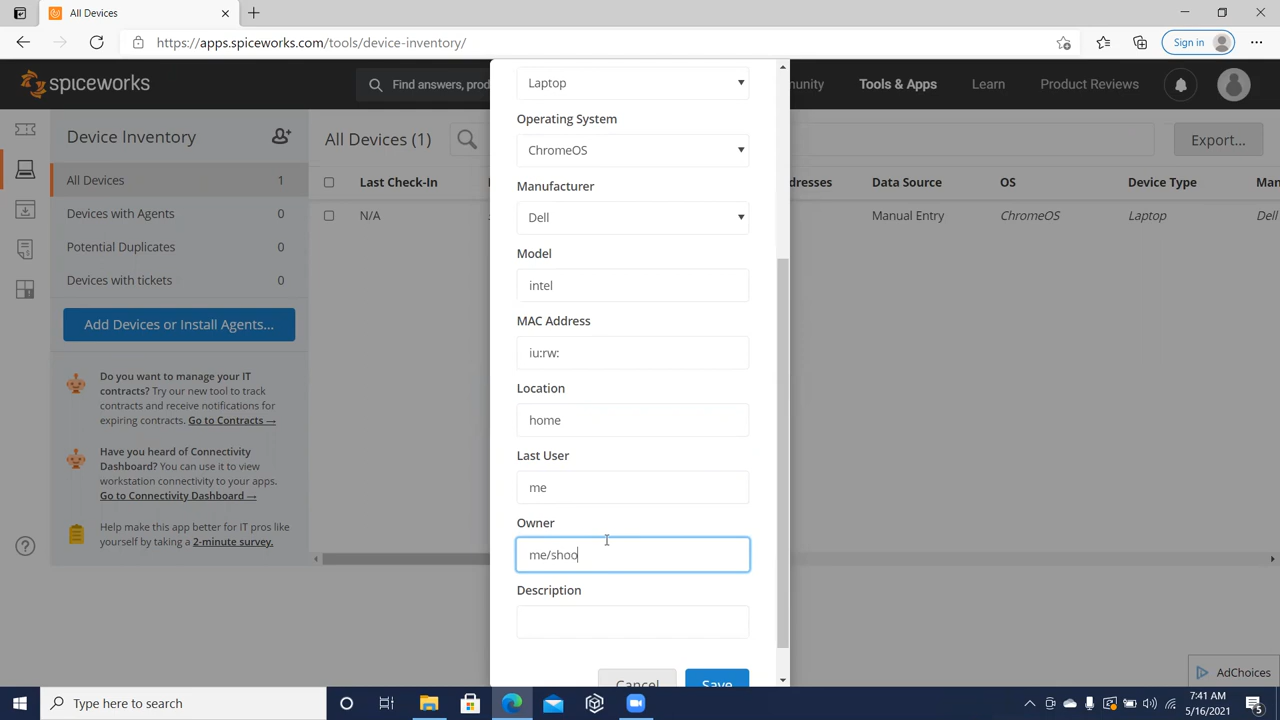 All Devices
https://apps.spiceworks.com/tools/device-inventory/
Sign in
spiceworks
Find answers, prod
unity
Tools & Apps
Learn
Product Reviews
Device Inventory
All Devices 1
Devices with Agents 0
Potential Duplicates 0
Devices with tickets 0
Add Devices or Install Agents...
Do you want to manage your IT
contracts? Try our new tool to track
contracts and receive notifications for
expiring contracts. Go to Contracts →
Have you heard of Connectivity
Dashboard? You can use it to view
workstation connectivity to your apps.
Go to Connectivity Dashboard →
Help make this app better for IT pros like
yourself by taking a 2-minute survey.
All Devices (1)
Export...
Last Check-In
dresses
Data Source
OS
Device Type
Man
N/A
Manual Entry
ChromeOS
Laptop
Dell
Laptop
Operating System
ChromeOS
Manufacturer
Dell
Model
intel
MAC Address
iu:rw:
Location
home
Last User
me
Owner
me/shoo
Description
Cancel
Save
AdChoices
Type here to search
7:41 AM
5/16/2021
5